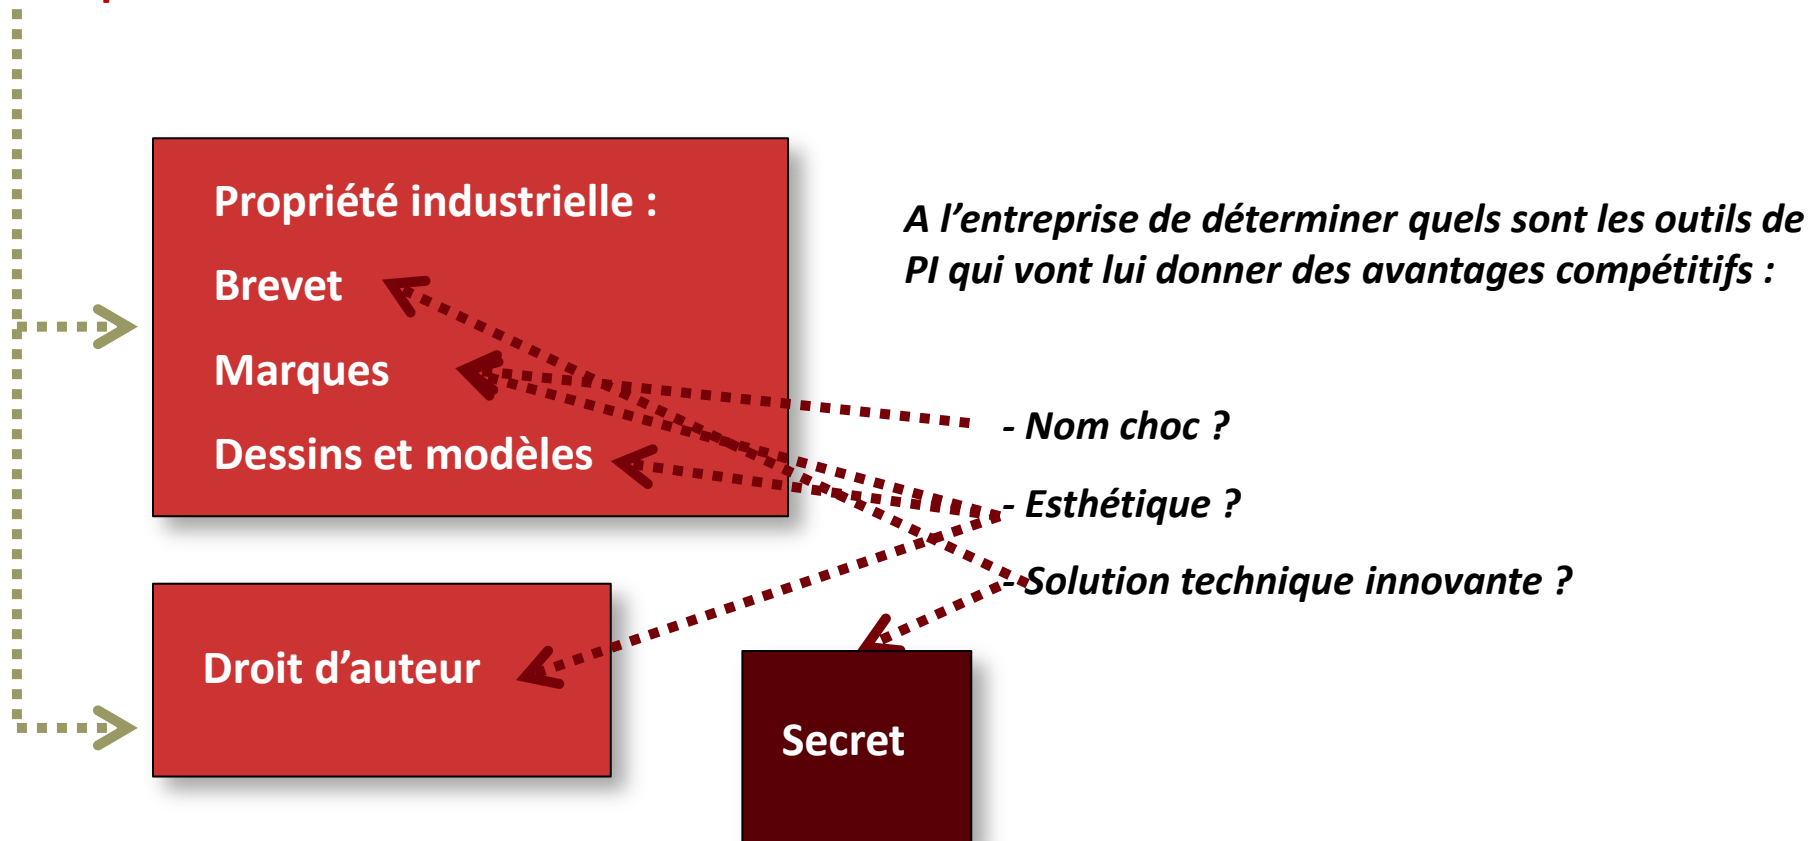 Propriété industrielle :
Brevet
Marques
Dessins et modèles
A l’entreprise de déterminer quels sont les outils de
PI qui vont lui donner des avantages compétitifs :
- Nom choc ?
- Esthétique ?
- Solution technique innovante ?
Droit d’auteur
Secret